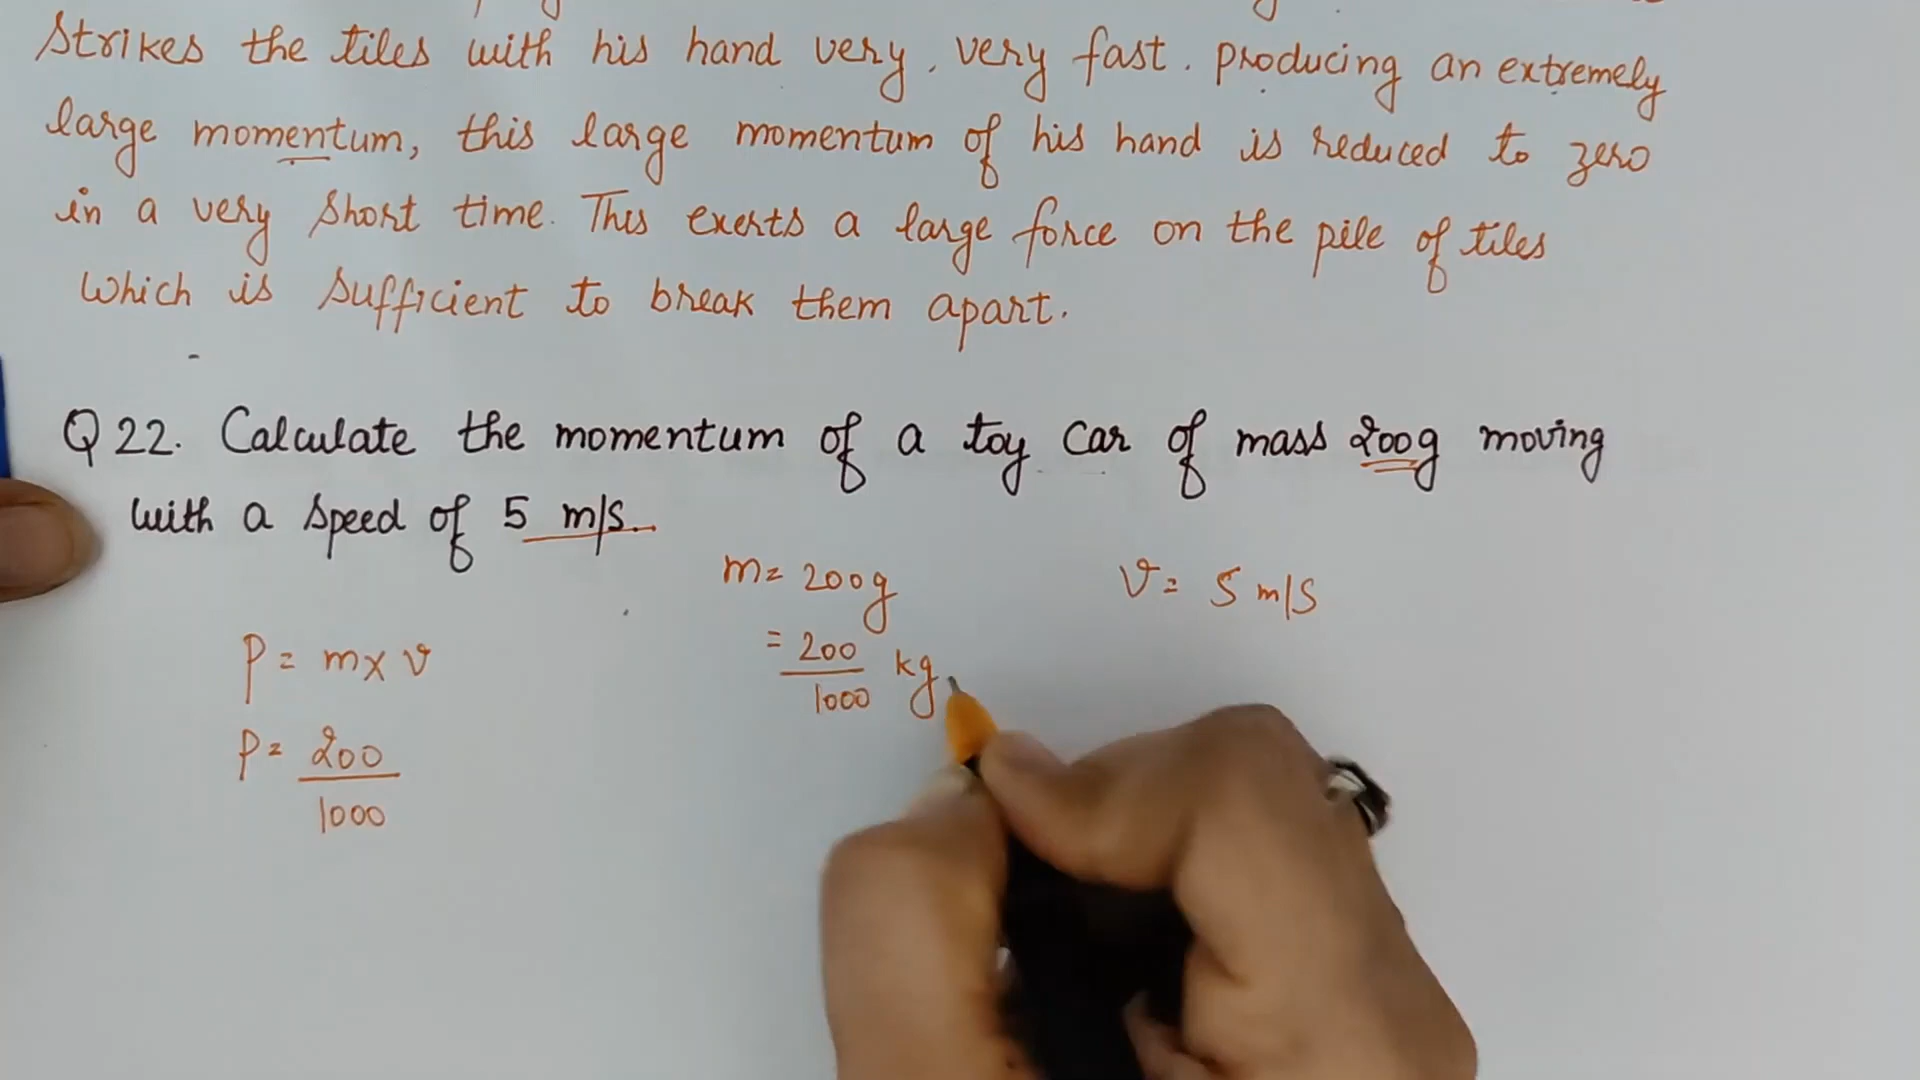 strikes the tiles with his hand very, very fast. producing an extremely
large momentum, this large momentum of his hand is reduced to zero
in a very short time. This exerts a large force on the pile of tiles
which is sufficient to break them apart.
Q 22. Calculate the momentum of a toy car of mass 200g moving
with a speed of 5 m/s.
m = 200g
v = 5 m/s
= 200/1000 kg
p = m x v
p = 200/1000